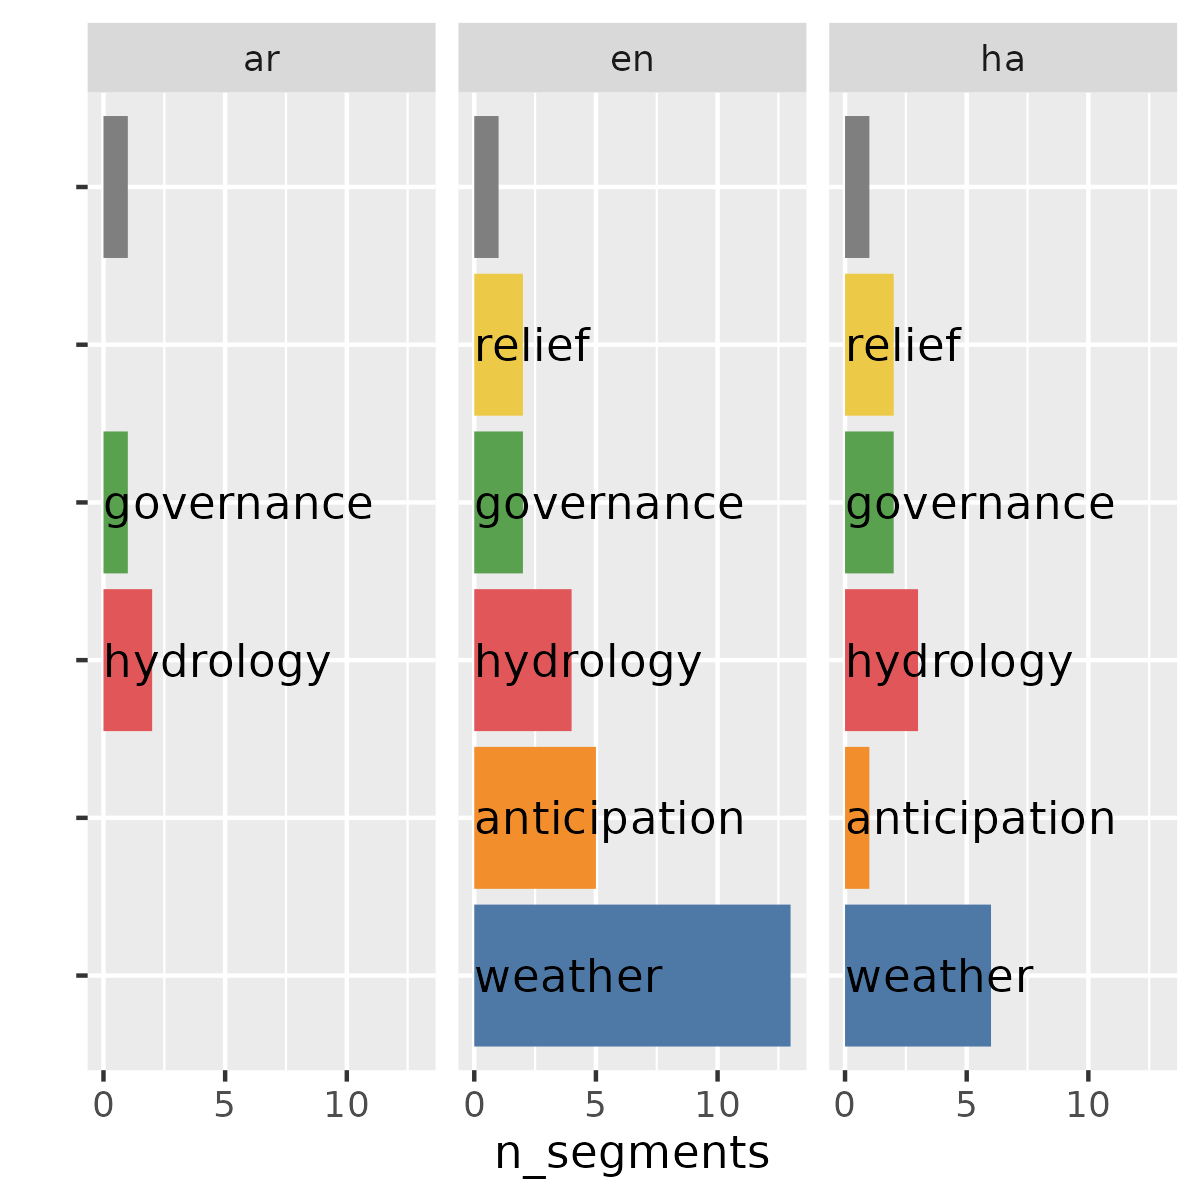 ar en ha
relief relief
governance governance governance
hydrology hydrology hydrology
anticipation anticipation
weather weather
0 5 10 0 5 10 0 5 10
n_segments